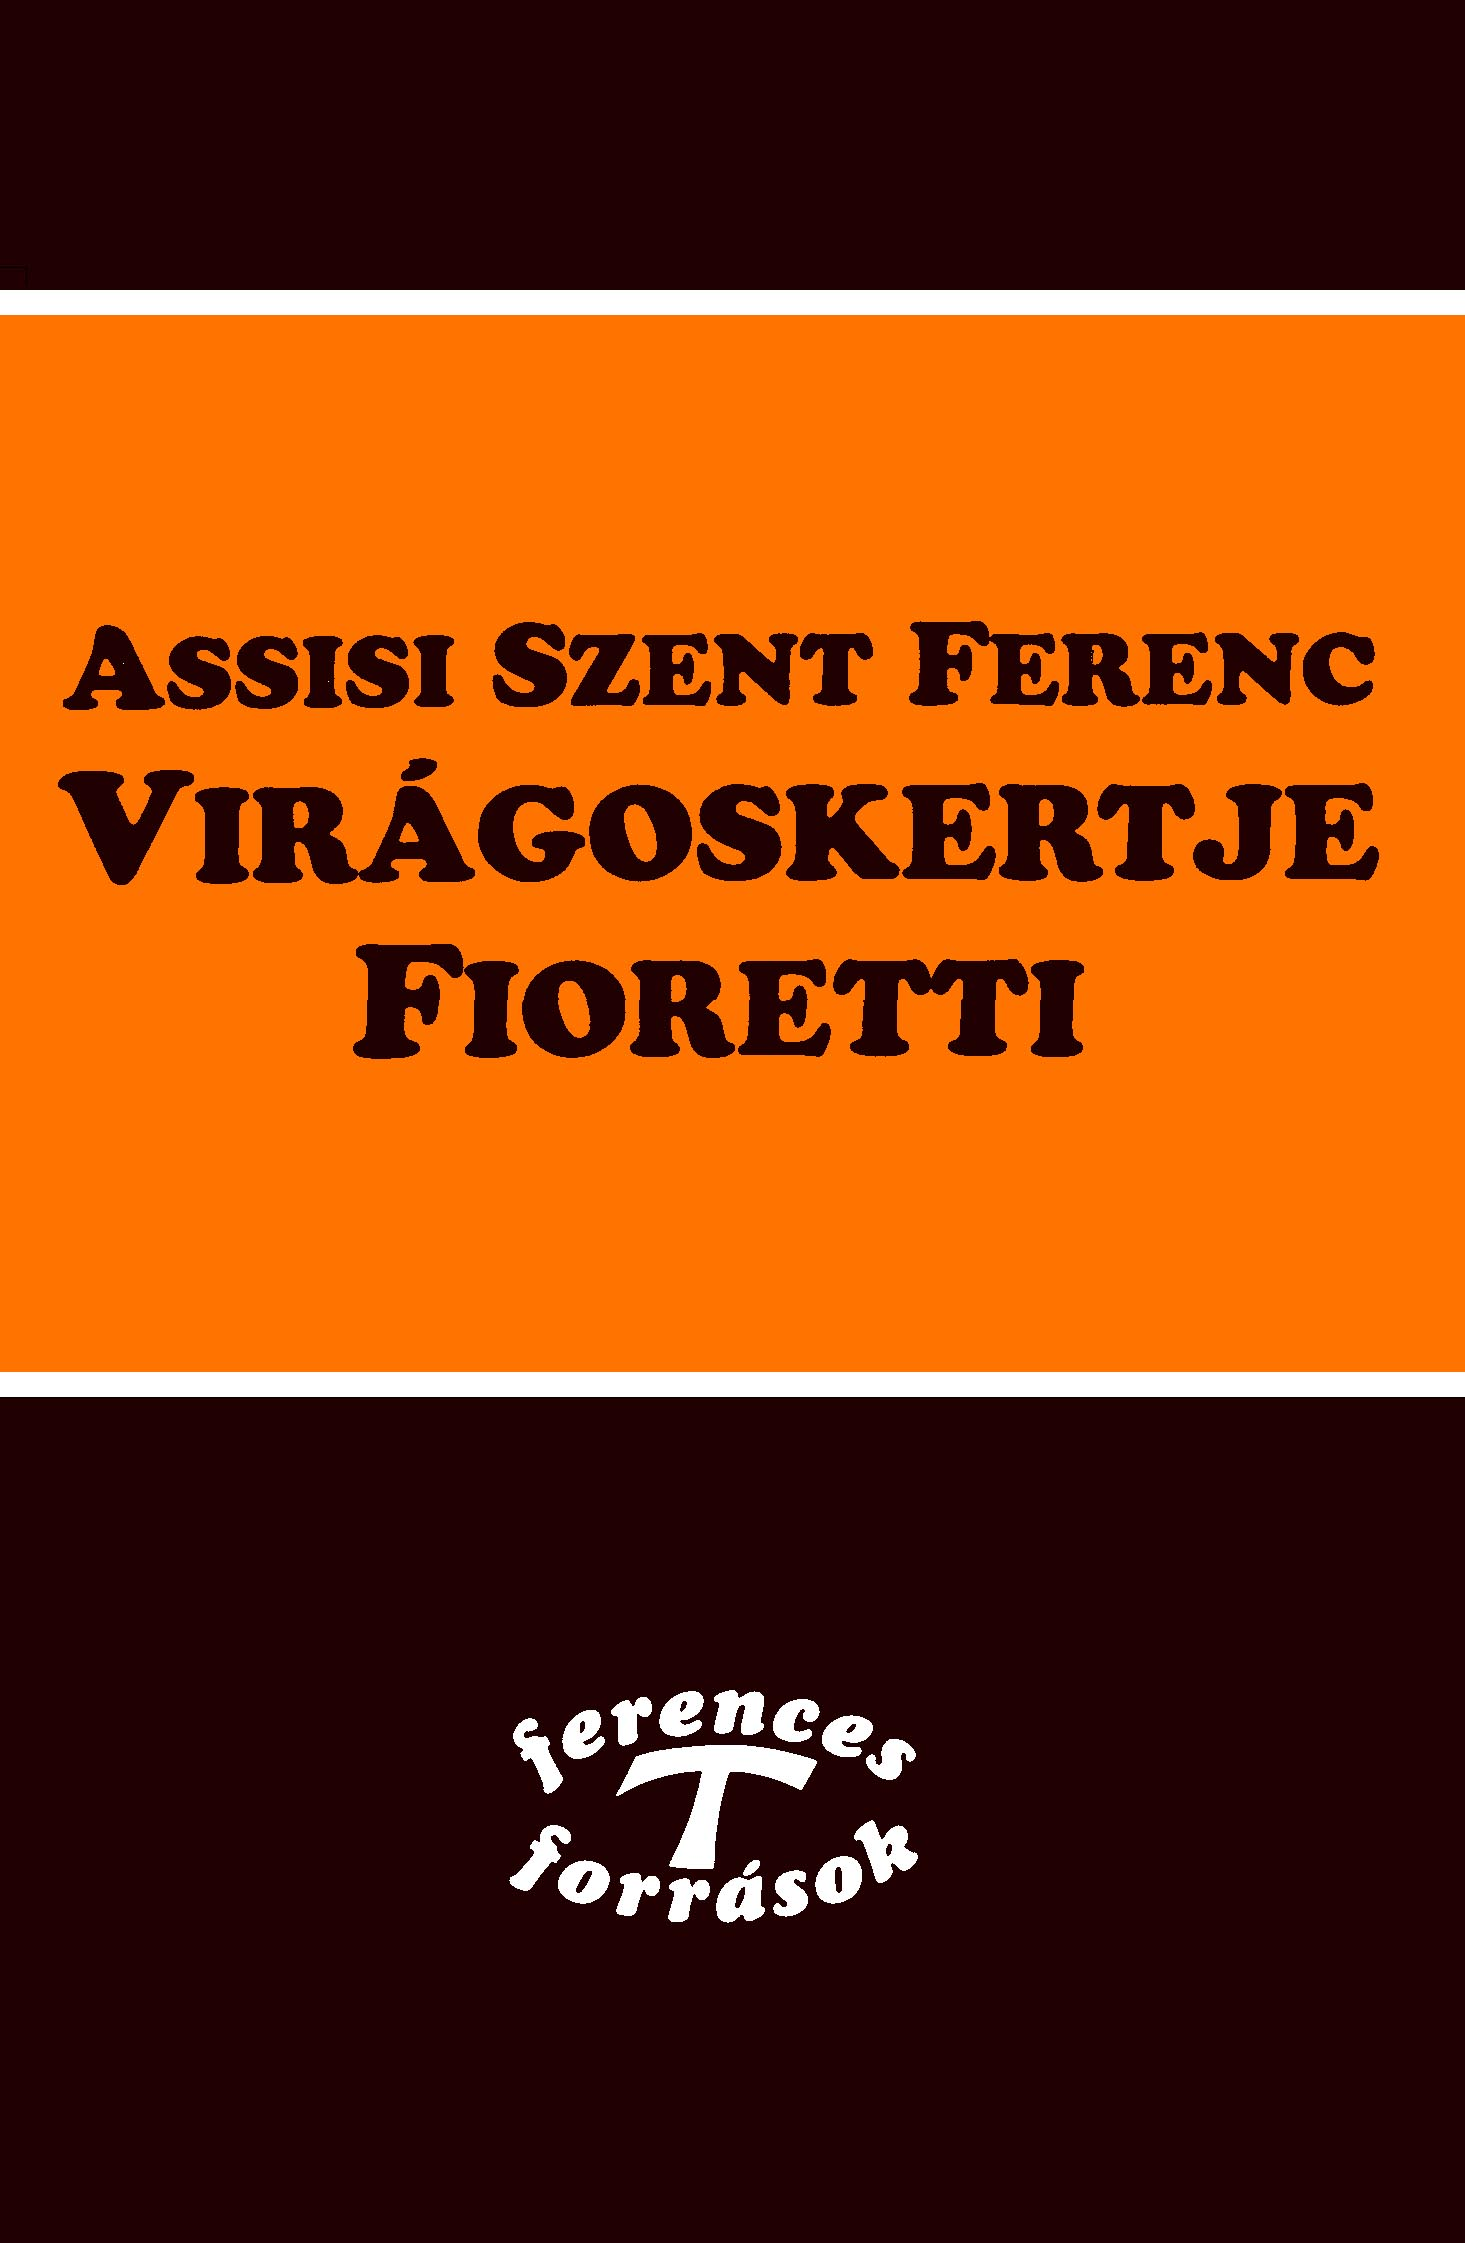 ASSISI SZENT FERENC
VIRÁGOSKERTJE
FIORETTI
ferences
források